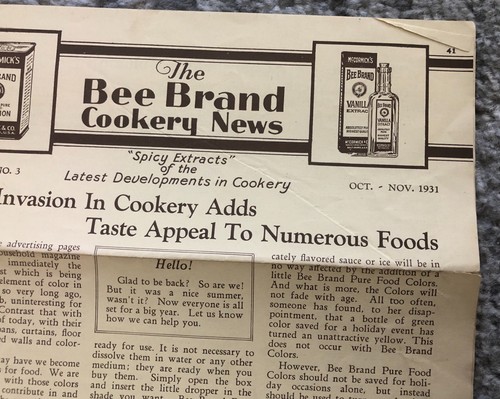 41
McCORMICK'S
BRAND
& CO.
The
Bee Brand
Cookery News
McCORMICK'S
BEE BRAND
VANILLA
EXTRACT
"Spicy Extracts"
of the
Latest Developments in Cookery
NO. 3
OCT. - NOV. 1931
Invasion In Cookery Adds
Taste Appeal To Numerous Foods
advertising pages
household magazine
immediately the
st which is being
element of color in
so very long ago,
b, uninteresting for
Contrast that with
of today, with their
pans, curtains, floor
d walls and color-
ay have we become
s for food. We are
with those colors
contribute in and
Hello!
Glad to be back? So are we!
But it was a nice summer,
wasn't it? Now everyone is all
set for a big year. Let us know
how we can help you.
ready for use. It is not necessary to
dissolve them in water or any other
medium; they are ready when you
buy them. Simply open the box
and insert the little dropper in the
shade you want.
cately flavored sauce or ice will be in
no way affected by the addition of a
little Bee Brand Pure Food Colors.
And what is more, the Colors will
not fade with age. All too often,
someone has found, to her disap-
pointment, that a bottle of green
color saved for a holiday event has
turned an unattractive yellow. This
does not occur with Bee Brand
Colors.
However, Bee Brand Pure Food
Colors should not be saved for holi-
day occasions alone, but instead
should be used to